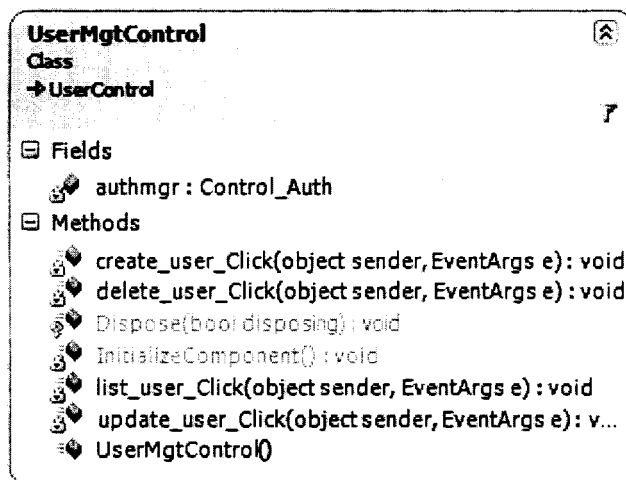 UserMgtControl
Class
UserControl
Fields
authmgr : Control_Auth
Methods
create_user_Click(object sender, EventArgs e) : void
delete_user_Click(object sender, EventArgs e) : void
Dispose(bool disposing) : void
InitializeComponent() : void
list_user_Click(object sender, EventArgs e) : void
update_user_Click(object sender, EventArgs e) : v...
UserMgtControl()